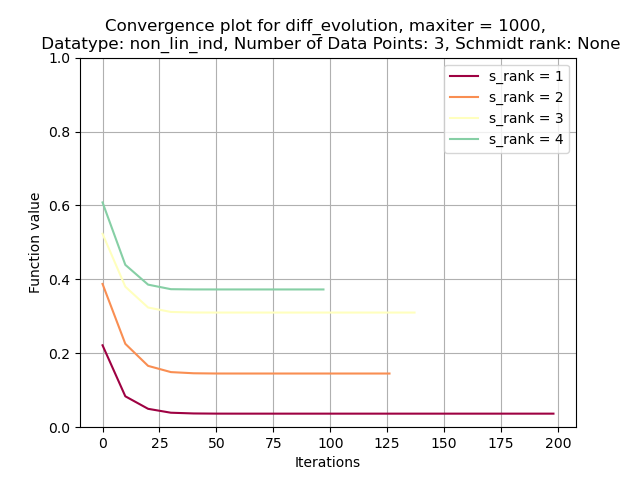 Convergence plot for diff_evolution, maxiter = 1000,
Datatype: non_lin_ind, Number of Data Points: 3, Schmidt rank: None
1.0
0.8
0.6
0.4
0.2
0.0
Function value
s_rank = 1
s_rank = 2
s_rank = 3
s_rank = 4
0 25 50 75 100 125 150 175 200
Iterations